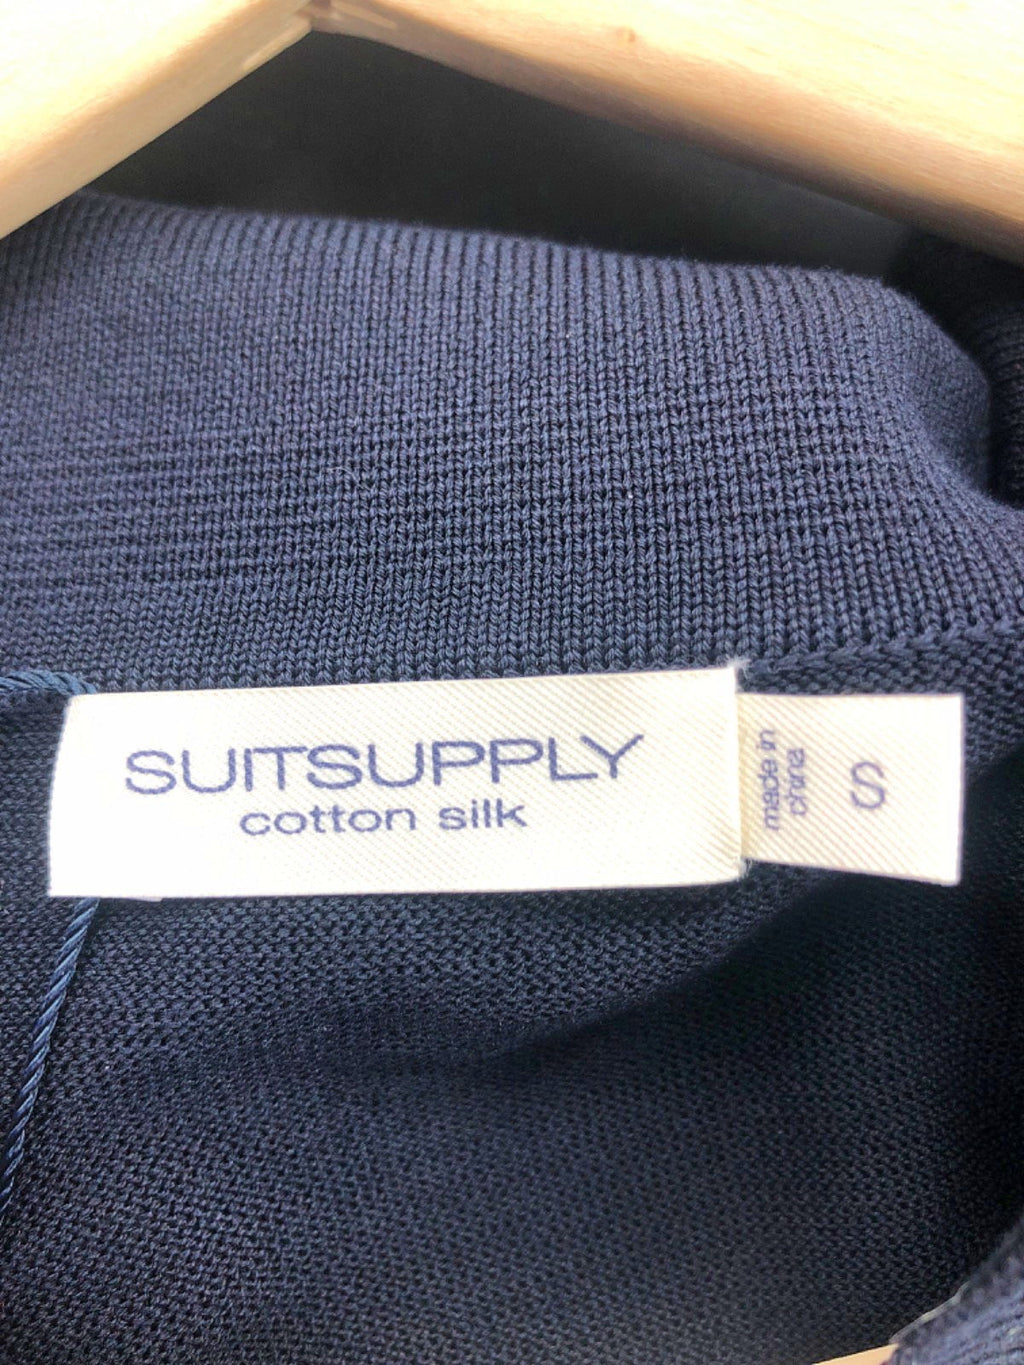 SUITSUPPLY
cotton silk
made in
china
S